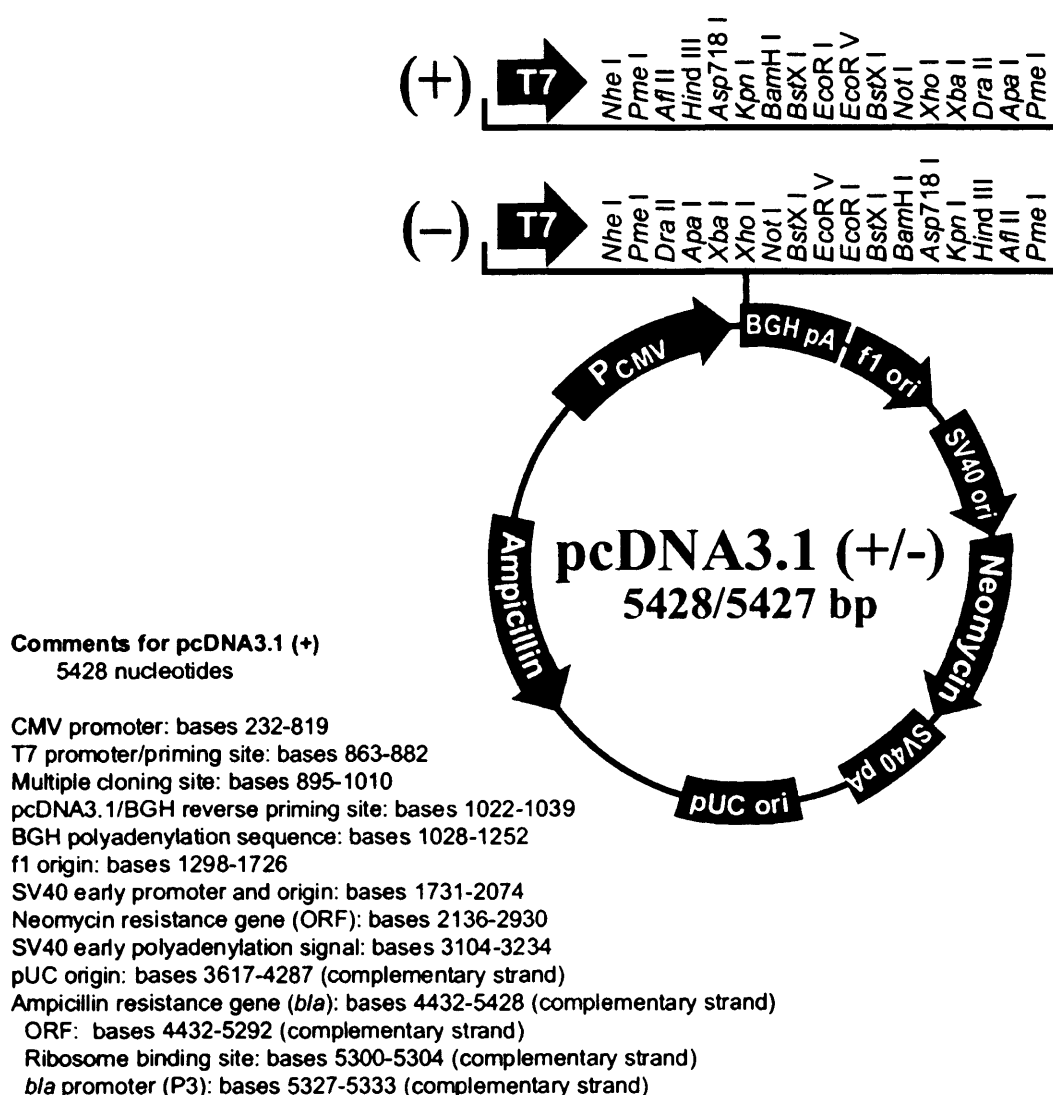 (+) T7 Nhe I Pme I Afl II Hind III Asp718 I Kpn I BamH I BstX I EcoR I EcoR V BstX I Not I Xho I Xba I Dra II Apa I Pme I
(–) T7 Nhe I Pme I Dra II Apa I Xba I Xho I Not I BstX I EcoR V EcoR I BstX I BamH I Asp718 I Kpn I Hind III Afl II Pme I
PCMV
BGH pA
f1 ori
SV40 ori
Neomycin
SV40 pA
pUC ori
Ampicillin
pcDNA3.1 (+/-)
5428/5427 bp
Comments for pcDNA3.1 (+)
5428 nucleotides
CMV promoter: bases 232-819
T7 promoter/priming site: bases 863-882
Multiple cloning site: bases 895-1010
pcDNA3.1/BGH reverse priming site: bases 1022-1039
BGH polyadenylation sequence: bases 1028-1252
f1 origin: bases 1298-1726
SV40 early promoter and origin: bases 1731-2074
Neomycin resistance gene (ORF): bases 2136-2930
SV40 early polyadenylation signal: bases 3104-3234
pUC origin: bases 3617-4287 (complementary strand)
Ampicillin resistance gene (bla): bases 4432-5428 (complementary strand)
ORF: bases 4432-5292 (complementary strand)
Ribosome binding site: bases 5300-5304 (complementary strand)
bla promoter (P3): bases 5327-5333 (complementary strand)